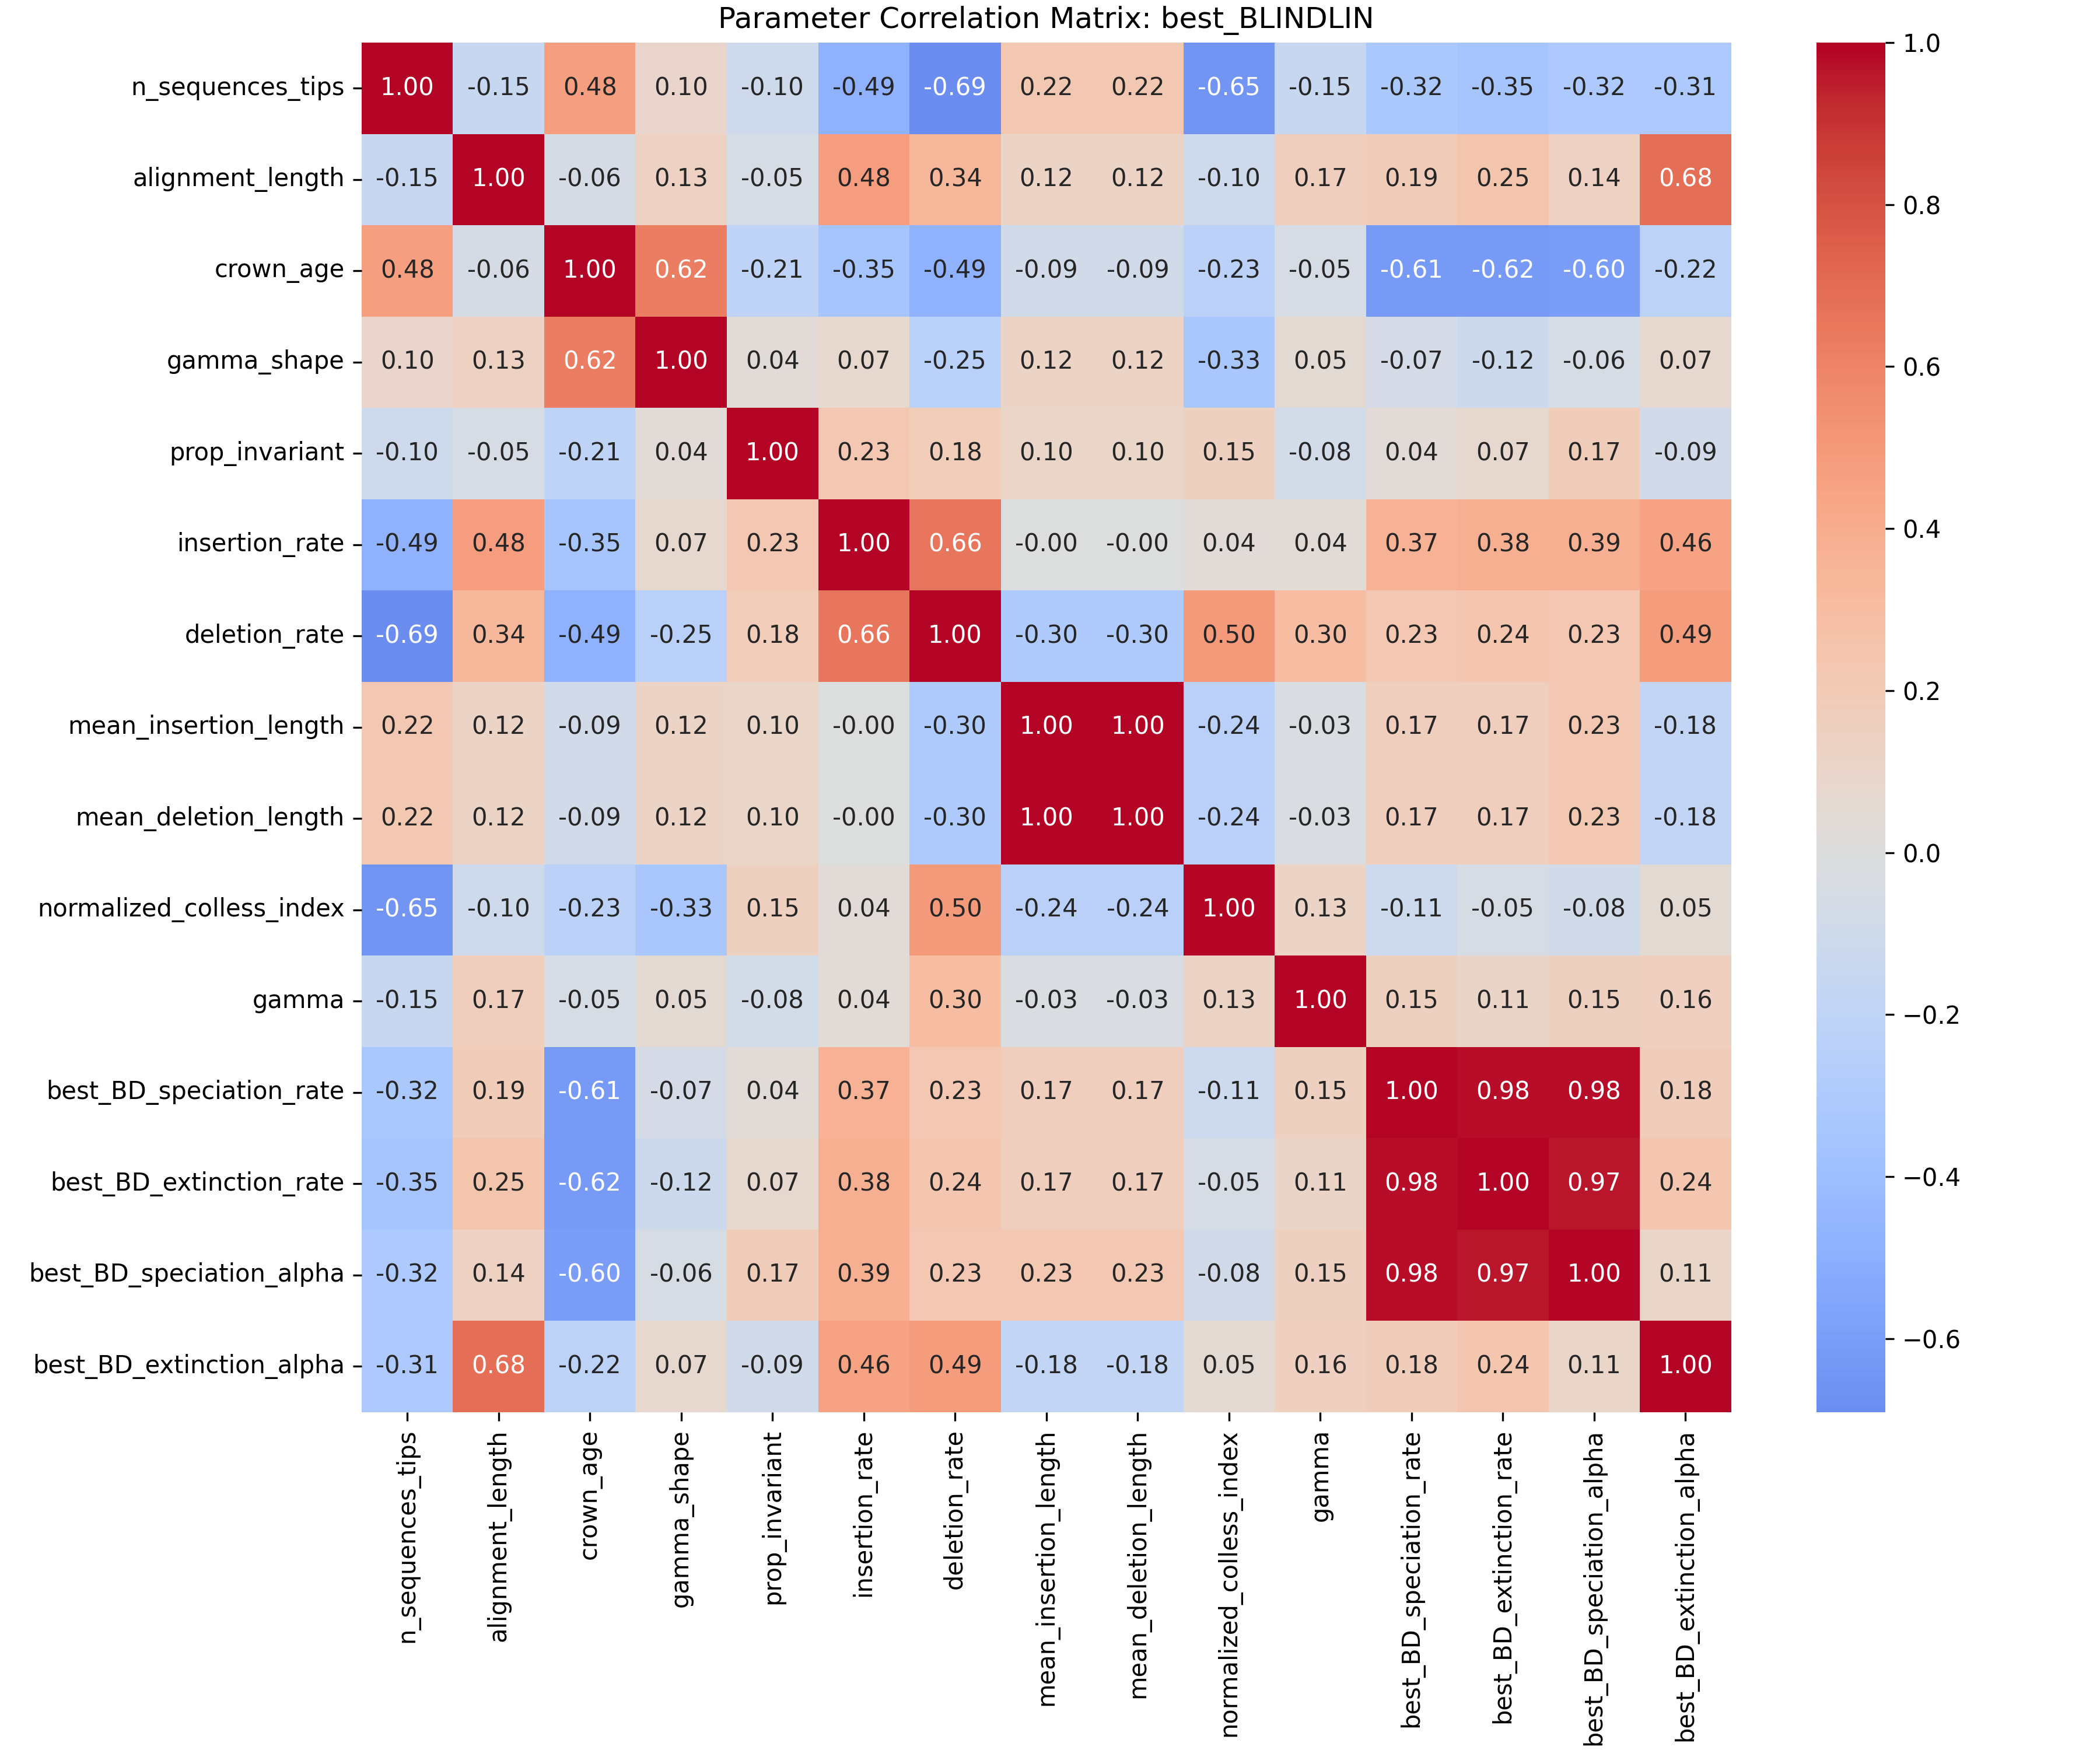 Parameter Correlation Matrix: best_BLINDLIN
n_sequences_tips 1.00 -0.15 0.48 0.10 -0.10 -0.49 -0.69 0.22 0.22 -0.65 -0.15 -0.32 -0.35 -0.32 -0.31
alignment_length -0.15 1.00 -0.06 0.13 -0.05 0.48 0.34 0.12 0.12 -0.10 0.17 0.19 0.25 0.14 0.68
crown_age 0.48 -0.06 1.00 0.62 -0.21 -0.35 -0.49 -0.09 -0.09 -0.23 -0.05 -0.61 -0.62 -0.60 -0.22
gamma_shape 0.10 0.13 0.62 1.00 0.04 0.07 -0.25 0.12 0.12 -0.33 0.05 -0.07 -0.12 -0.06 0.07
prop_invariant -0.10 -0.05 -0.21 0.04 1.00 0.23 0.18 0.10 0.10 0.15 -0.08 0.04 0.07 0.17 -0.09
insertion_rate -0.49 0.48 -0.35 0.07 0.23 1.00 0.66 -0.00 -0.00 0.04 0.04 0.37 0.38 0.39 0.46
deletion_rate -0.69 0.34 -0.49 -0.25 0.18 0.66 1.00 -0.30 -0.30 0.50 0.30 0.23 0.24 0.23 0.49
mean_insertion_length 0.22 0.12 -0.09 0.12 0.10 -0.00 -0.30 1.00 1.00 -0.24 -0.03 0.17 0.17 0.23 -0.18
mean_deletion_length 0.22 0.12 -0.09 0.12 0.10 -0.00 -0.30 1.00 1.00 -0.24 -0.03 0.17 0.17 0.23 -0.18
normalized_colless_index -0.65 -0.10 -0.23 -0.33 0.15 0.04 0.50 -0.24 -0.24 1.00 0.13 -0.11 -0.05 -0.08 0.05
gamma -0.15 0.17 -0.05 0.05 -0.08 0.04 0.30 -0.03 -0.03 0.13 1.00 0.15 0.11 0.15 0.16
best_BD_speciation_rate -0.32 0.19 -0.61 -0.07 0.04 0.37 0.23 0.17 0.17 -0.11 0.15 1.00 0.98 0.98 0.18
best_BD_extinction_rate -0.35 0.25 -0.62 -0.12 0.07 0.38 0.24 0.17 0.17 -0.05 0.11 0.98 1.00 0.97 0.24
best_BD_speciation_alpha -0.32 0.14 -0.60 -0.06 0.17 0.39 0.23 0.23 0.23 -0.08 0.15 0.98 0.97 1.00 0.11
best_BD_extinction_alpha -0.31 0.68 -0.22 0.07 -0.09 0.46 0.49 -0.18 -0.18 0.05 0.16 0.18 0.24 0.11 1.00
n_sequences_tips
alignment_length
crown_age
gamma_shape
prop_invariant
insertion_rate
deletion_rate
mean_insertion_length
mean_deletion_length
normalized_colless_index
gamma
best_BD_speciation_rate
best_BD_extinction_rate
best_BD_speciation_alpha
best_BD_extinction_alpha
1.0
0.8
0.6
0.4
0.2
0.0
−0.2
−0.4
−0.6